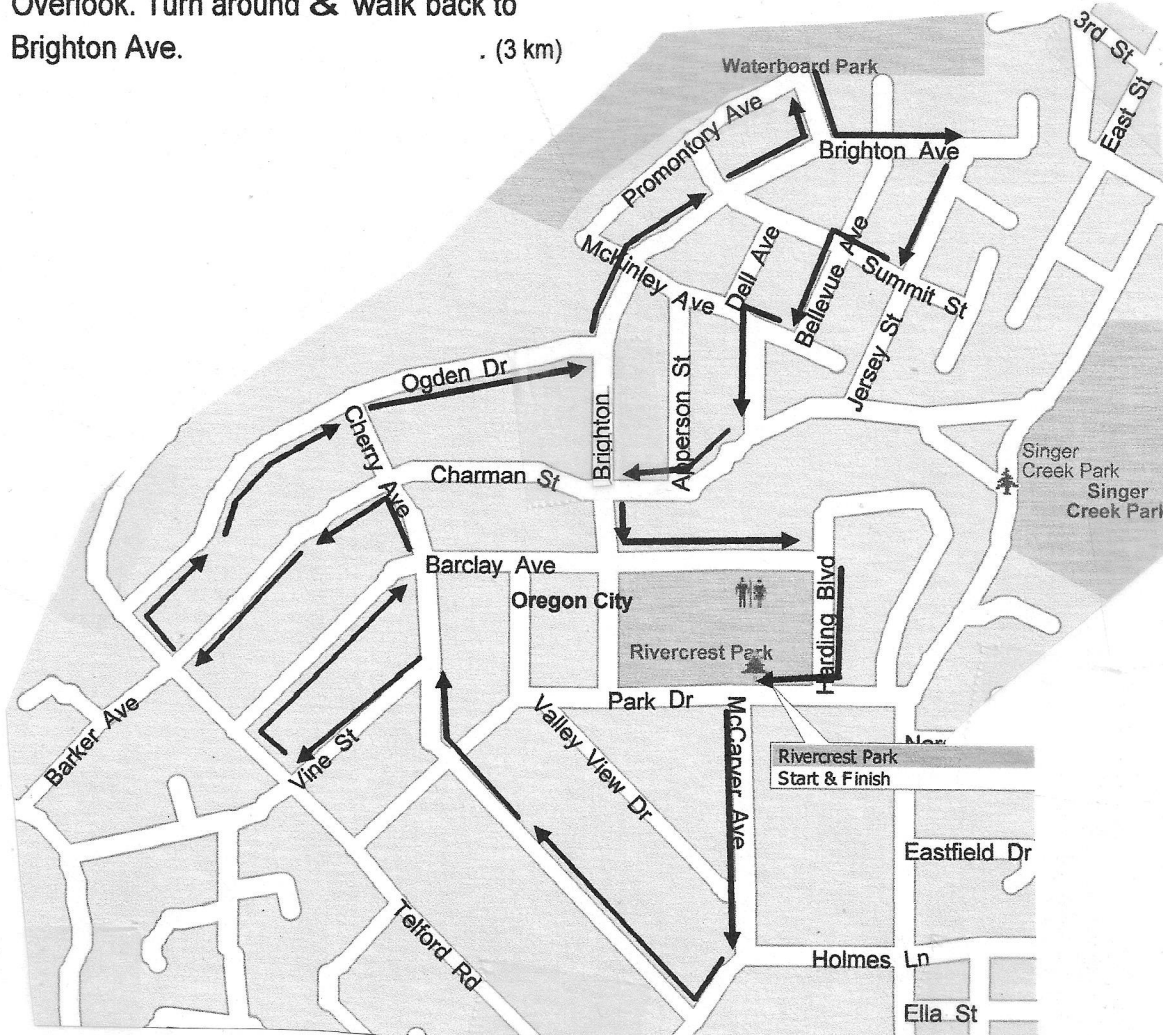 Overlook. Turn around & walk back to
Brighton Ave. . (3 km)
3rd St
Waterboard Park
East St
Promontory Ave
Brighton Ave
McKinley Ave
Dell Ave
Bellevue Ave
Summit St
Ogden Dr
Jersey St
Cherry Ave
Apperson St
Brighton
Charman St
Singer
Creek Park
Singer
Creek Park
Barclay Ave
Oregon City
Harding Blvd
Rivercrest Park
Park Dr
McCarver Ave
Valley View Dr
Barker Ave
Vine St
Rivercrest Park
Start & Finish
Eastfield Dr
Telford Rd
Holmes Ln
Ella St